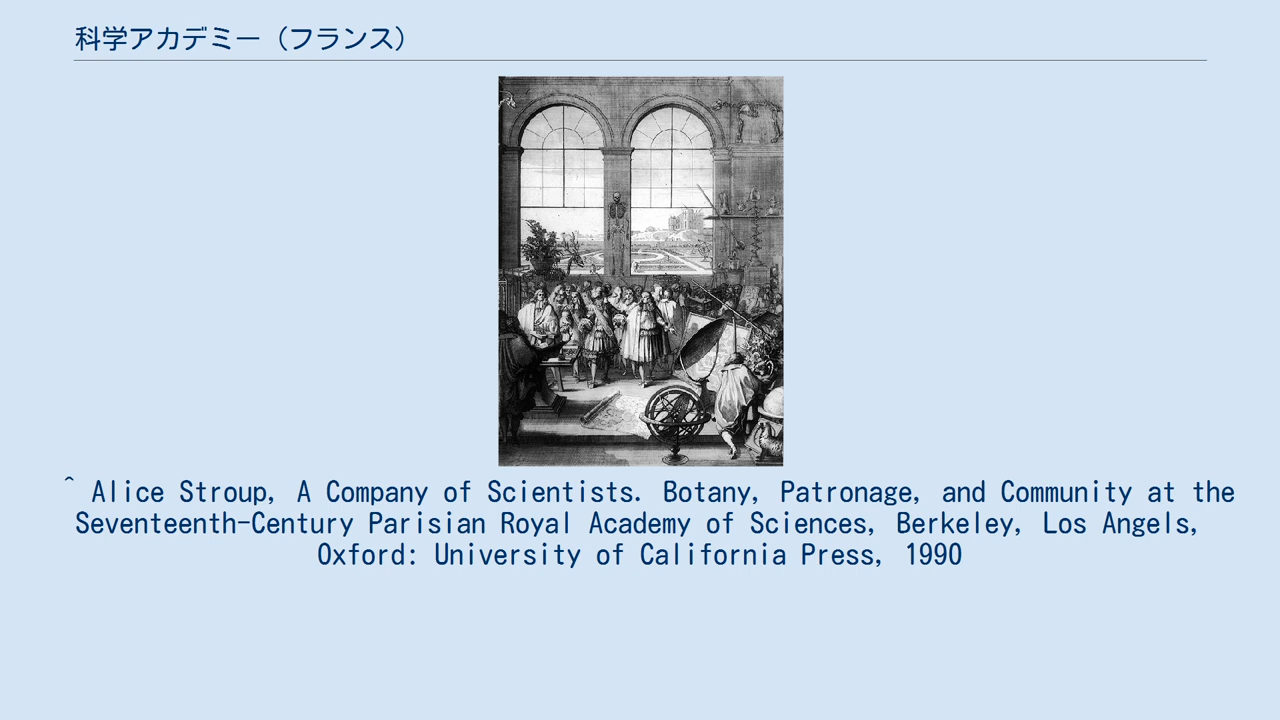 科学アカデミー（フランス）
^ Alice Stroup, A Company of Scientists. Botany, Patronage, and Community at the
Seventeenth-Century Parisian Royal Academy of Sciences, Berkeley, Los Angels,
Oxford: University of California Press, 1990